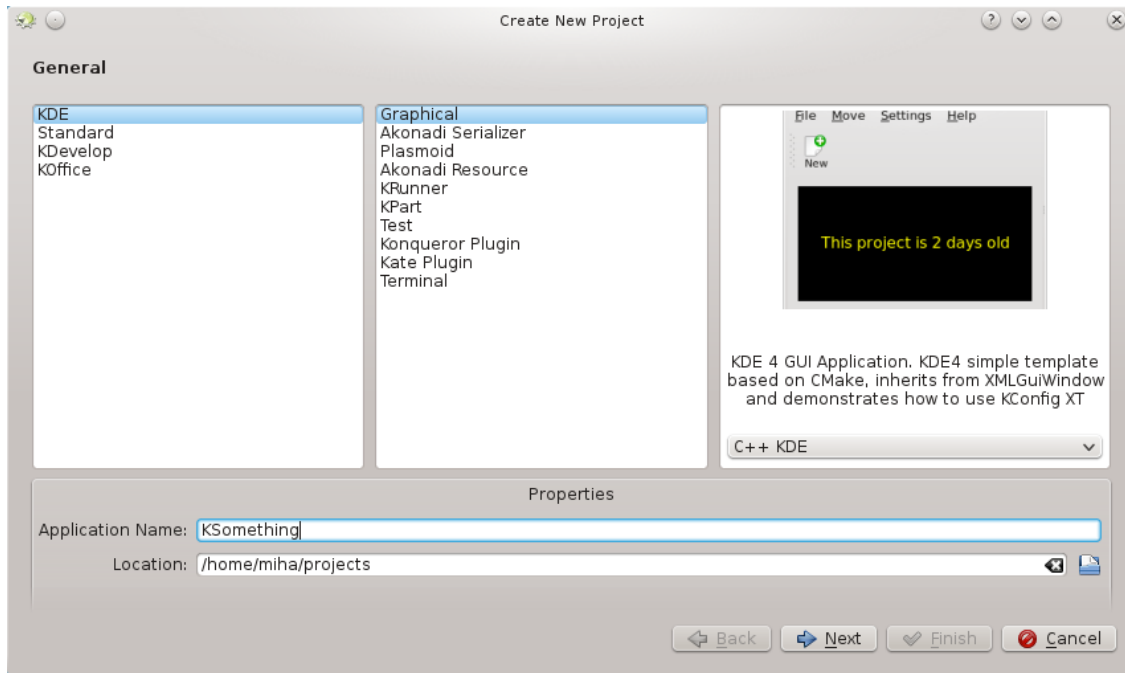 Create New Project
General
KDE
Standard
KDevelop
KOffice
Graphical
Akonadi Serializer
Plasmoid
Akonadi Resource
KRunner
KPart
Test
Konqueror Plugin
Kate Plugin
Terminal
File Move Settings Help
New
This project is 2 days old
KDE 4 GUI Application. KDE4 simple template
based on CMake, inherits from XMLGuiWindow
and demonstrates how to use KConfig XT
C++ KDE
Properties
Application Name: KSomething
Location: /home/miha/projects
Back Next Finish Cancel